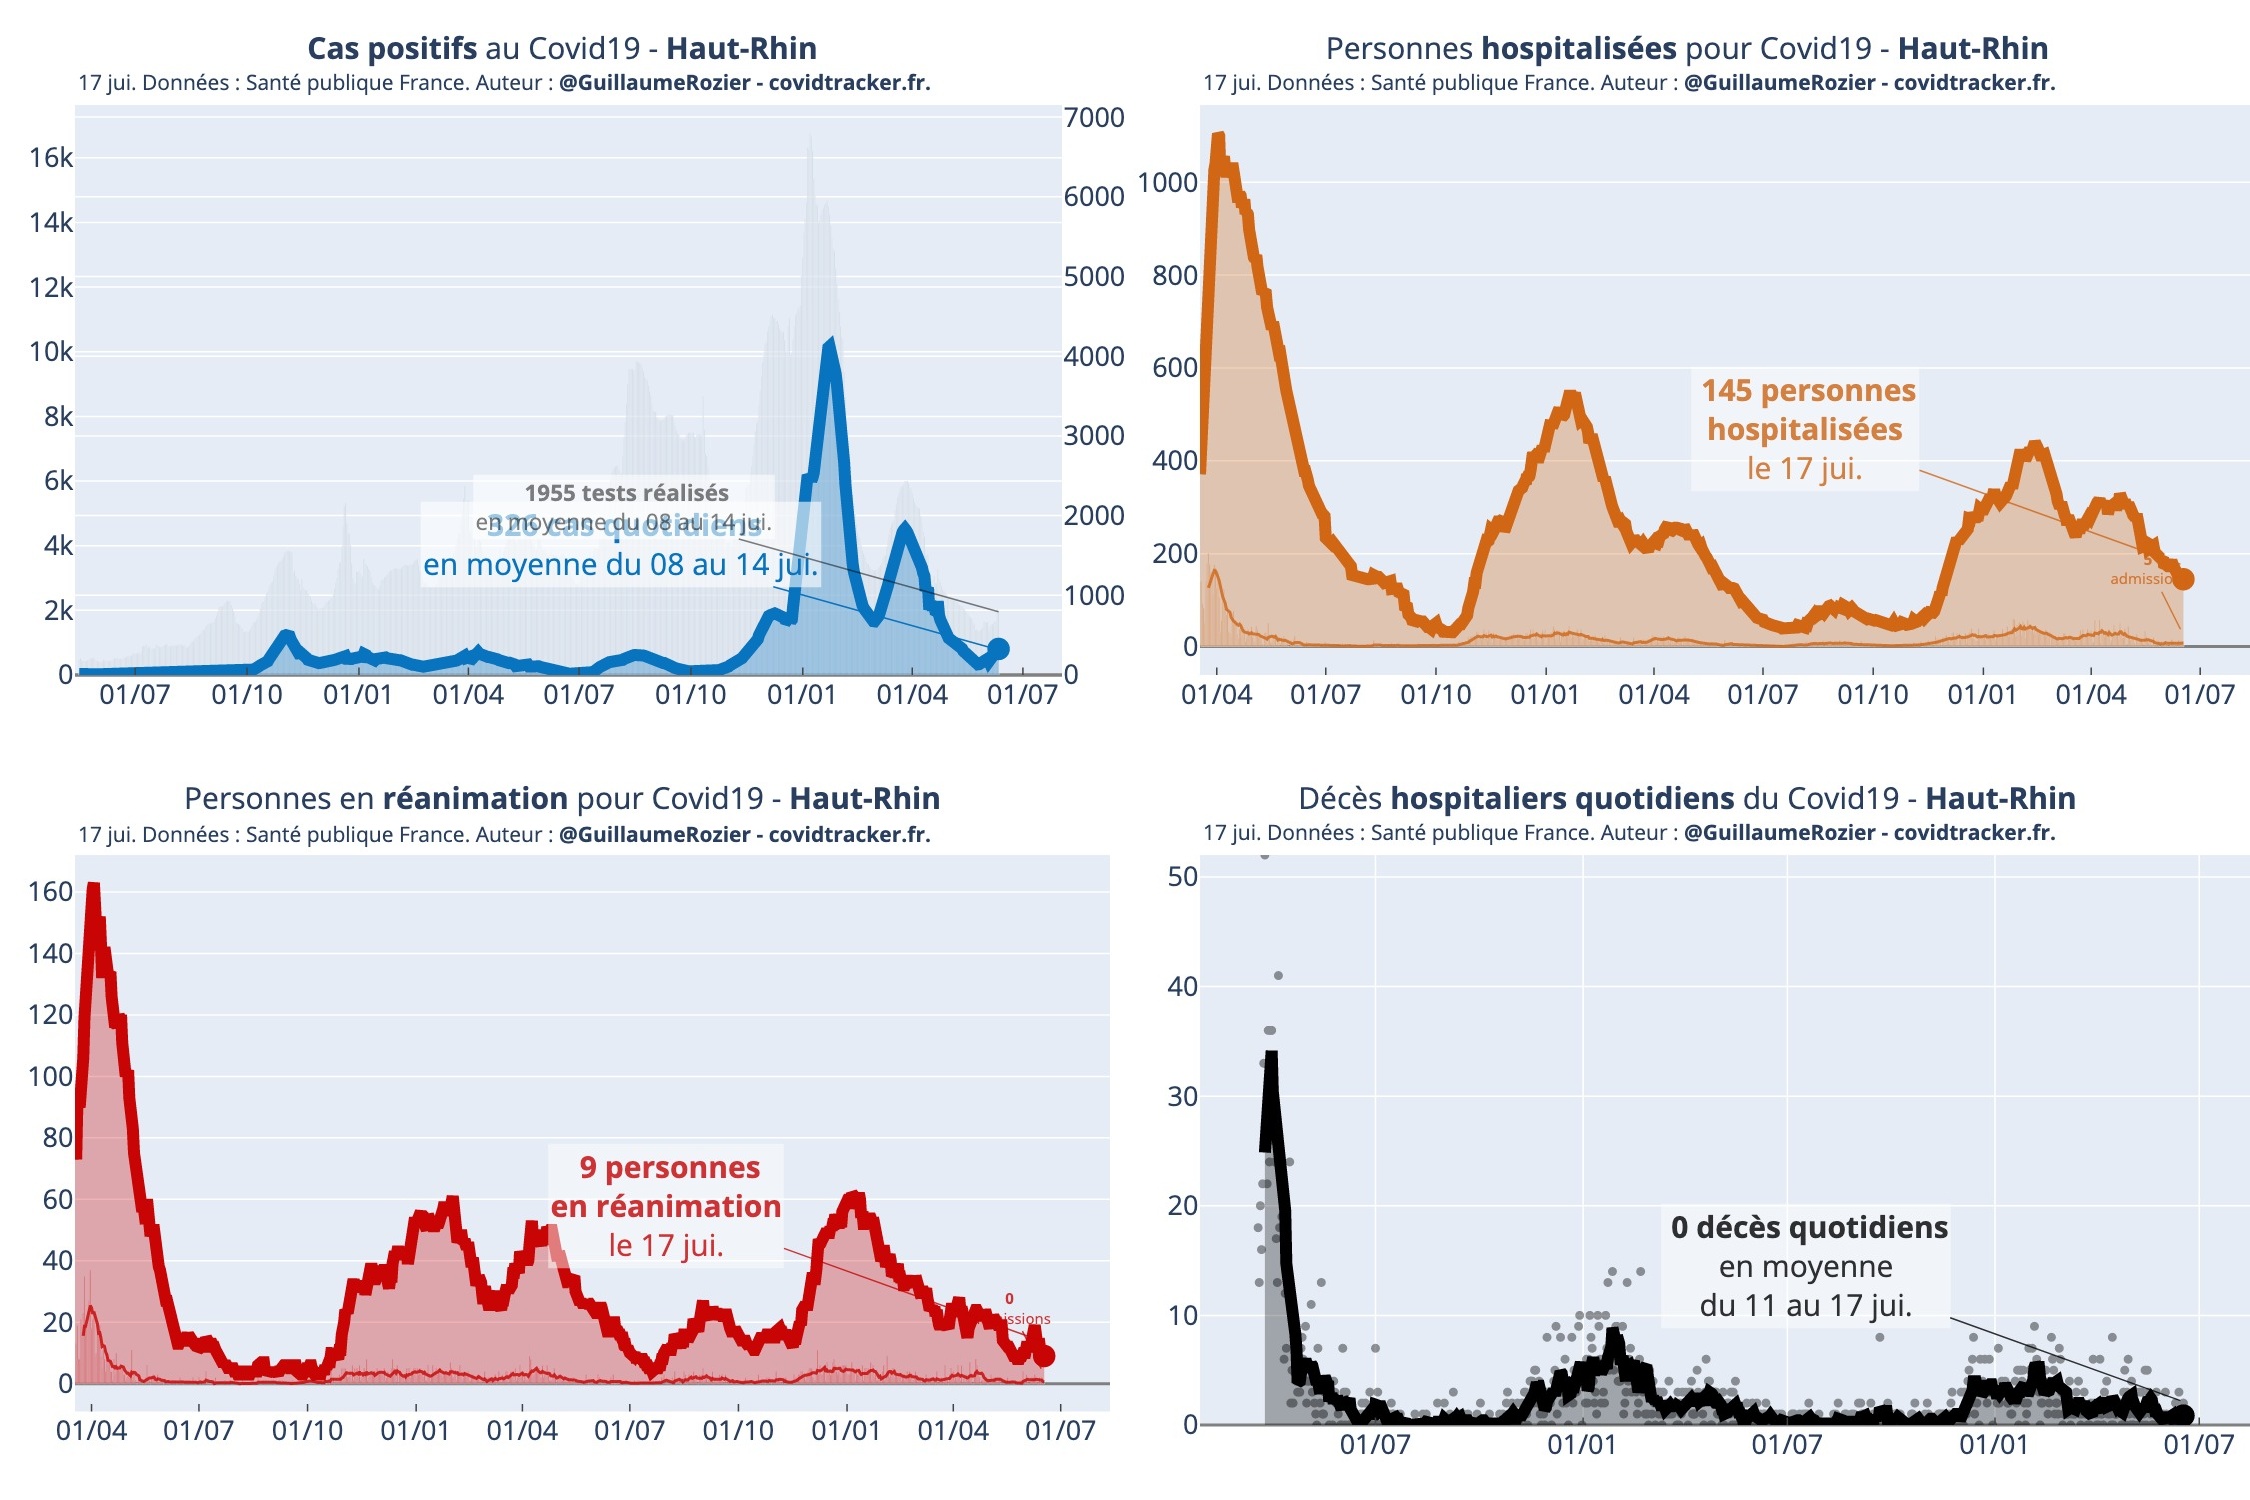 Cas positifs au Covid19 - Haut-Rhin
17 jui. Données : Santé publique France. Auteur : @GuillaumeRozier - covidtracker.fr.
7000
16k
6000
14k
5000
12k
10k
4000
8k
3000
6k
1955 tests réalisés
en moyenne du 08 au 14 jui.
326 cas quotidiens
2000
4k
en moyenne du 08 au 14 jui.
1000
2k
0
0
01/07 01/10 01/01 01/04 01/07 01/10 01/01 01/04 01/07
Personnes hospitalisées pour Covid19 - Haut-Rhin
17 jui. Données : Santé publique France. Auteur : @GuillaumeRozier - covidtracker.fr.
1000
800
600
145 personnes
hospitalisées
400
le 17 jui.
200
5
admissio
0
01/04 01/07 01/10 01/01 01/04 01/07 01/10 01/01 01/04 01/07
Personnes en réanimation pour Covid19 - Haut-Rhin
17 jui. Données : Santé publique France. Auteur : @GuillaumeRozier - covidtracker.fr.
160
140
120
100
80
9 personnes
60
en réanimation
le 17 jui.
40
0
issions
20
0
01/04 01/07 01/10 01/01 01/04 01/07 01/10 01/01 01/04 01/07
Décès hospitaliers quotidiens du Covid19 - Haut-Rhin
17 jui. Données : Santé publique France. Auteur : @GuillaumeRozier - covidtracker.fr.
50
40
30
20
0 décès quotidiens
en moyenne
du 11 au 17 jui.
10
0
01/07 01/01 01/07 01/01 01/07